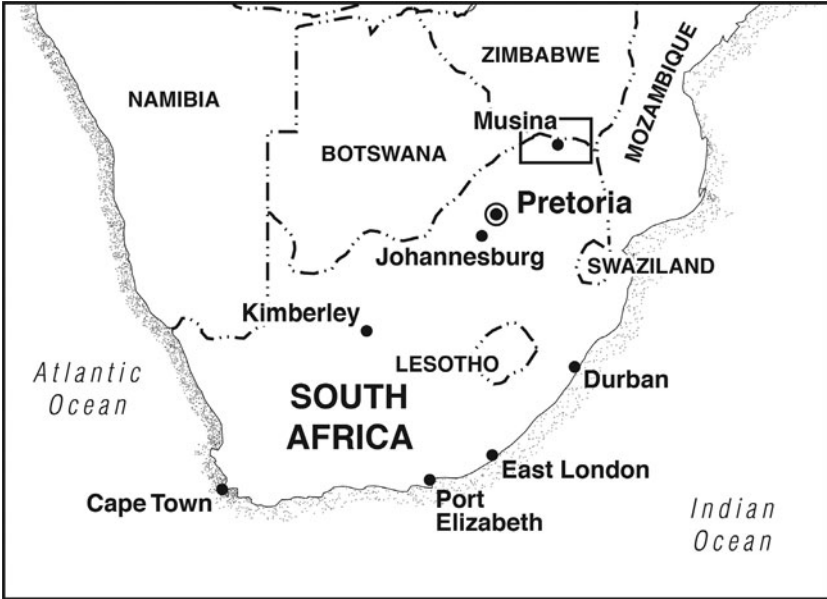 ZIMBABWE
NAMIBIA
MOZAMBIQUE
Musina
BOTSWANA
Pretoria
Johannesburg
SWAZILAND
Kimberley
LESOTHO
Atlantic
Ocean
Durban
SOUTH
AFRICA
East London
Cape Town
Port
Elizabeth
Indian
Ocean